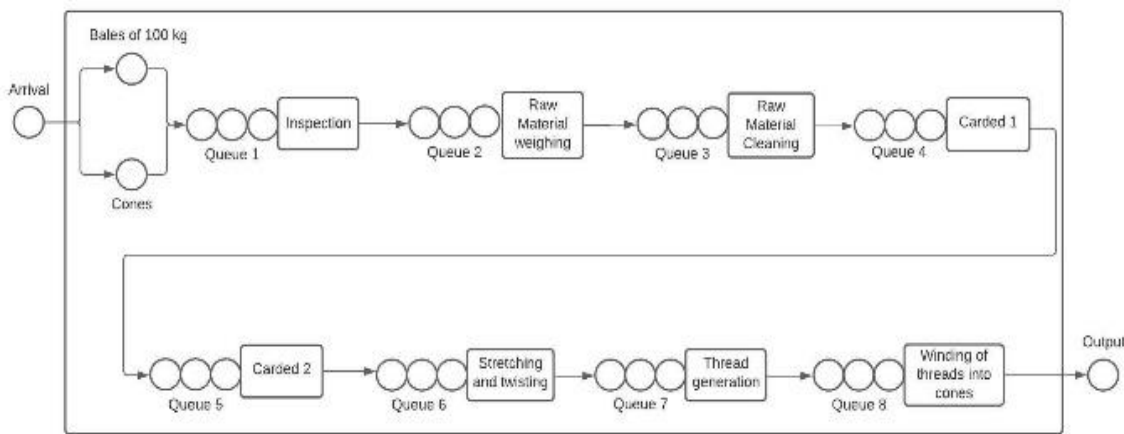 Bales of 100 kg
Arrival
Cones
Inspection
Queue 1
Raw
Material
weighing
Queue 2
Raw
Material
Cleaning
Queue 3
Carded 1
Queue 4
Carded 2
Queue 5
Stretching
and twisting
Queue 6
Thread
generation
Queue 7
Winding of
threads into
cones
Queue 8
Output